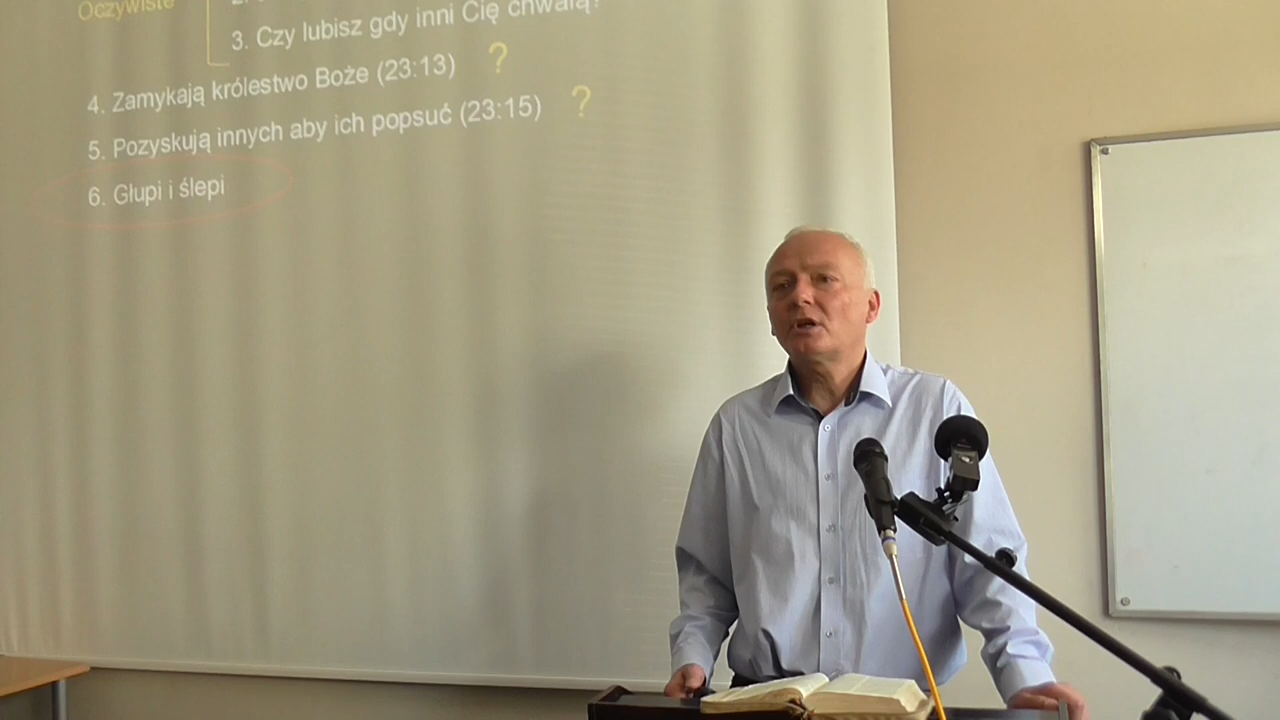 Oczywiste
3. Czy lubisz gdy inni Cię chwalą?
4. Zamykają królestwo Boże (23:13) ?
5. Pozyskują innych aby ich popsuć (23:15) ?
6. Głupi i ślepi